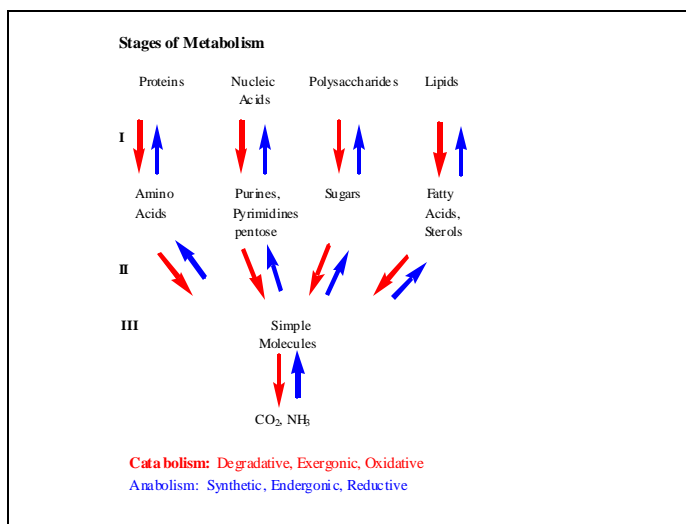 Stages of Metabolism
Proteins Nucleic Acids Polysaccharides Lipids
I
Amino Acids Purines, Pyrimidines pentose Sugars Fatty Acids, Sterols
II
III Simple Molecules
CO₂, NH₃
Catabolism: Degradative, Exergonic, Oxidative
Anabolism: Synthetic, Endergonic, Reductive